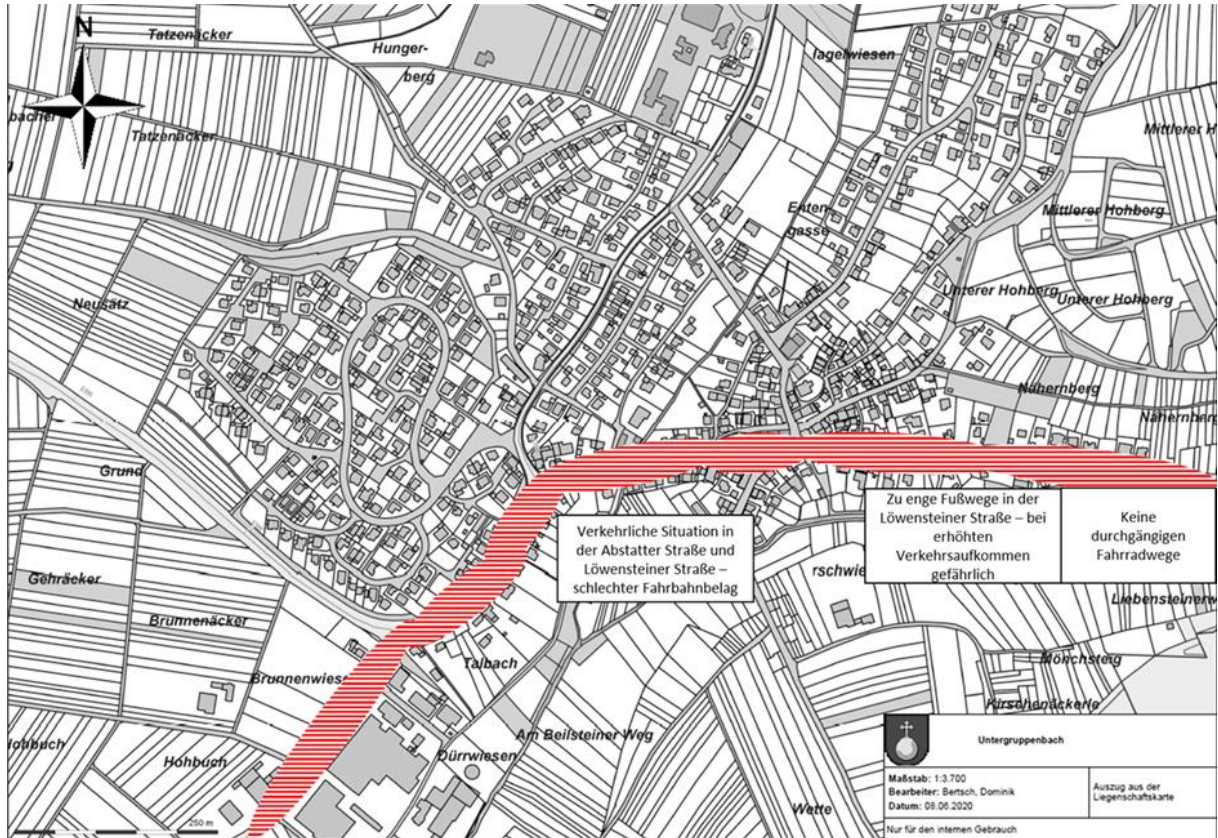 N
Tatzenäcker
Hunger-
berg
Tatzenäcker
Enten-
gasse
Mittlerer H
Mittlerer Hohberg
Unterer Hohberg
Unterer Hohberg
Neusatz
Nähernberg
Nähernberg
Grund
Gehräcker
Brunnenäcker
Verkehrliche Situation in
der Abstatter Straße und
Löwensteiner Straße –
schlechter Fahrbahnbelag
Zu enge Fußwege in der
Löwensteiner Straße – bei
erhöhten
Verkehrsaufkommen
gefährlich
Keine
durchgängigen
Fahrradwege
rschwie
Liebensteinerw
Mönchsteig
Kirschenäckerle
Talbach
Brunnenwies
Am Beilsteiner Weg
Dürrwiesen
Hohbuch
Hohbuch
Wette
250 m
Untergruppenbach
Maßstab: 1:3.700
Bearbeiter: Bertsch, Dominik
Datum: 08.06.2020
Auszug aus der
Liegenschaftskarte
Nur für den internen Gebrauch